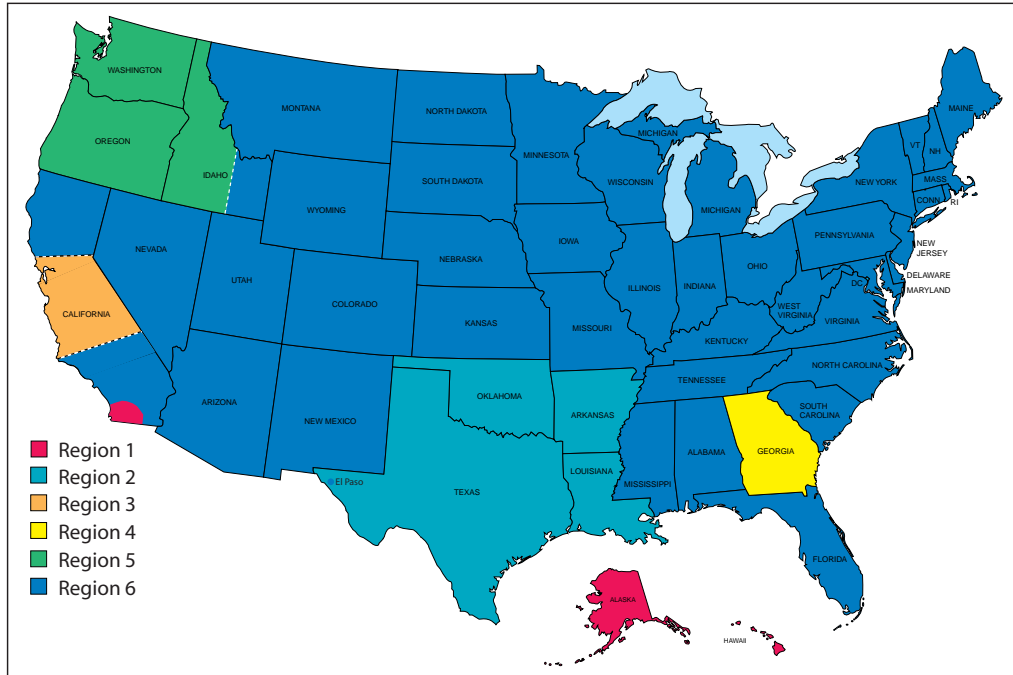 WASHINGTON
OREGON
IDAHO
MONTANA
NORTH DAKOTA
MINNESOTA
SOUTH DAKOTA
WYOMING
WISCONSIN
MICHIGAN
MICHIGAN
MAINE
VT
NH
MASS
CONN
RI
NEW YORK
PENNSYLVANIA
NEW
JERSEY
DELAWARE
MARYLAND
DC
NEVADA
UTAH
COLORADO
NEBRASKA
IOWA
ILLINOIS
INDIANA
OHIO
WEST
VIRGINIA
VIRGINIA
CALIFORNIA
KANSAS
MISSOURI
KENTUCKY
NORTH CAROLINA
TENNESSEE
SOUTH
CAROLINA
ARIZONA
NEW MEXICO
OKLAHOMA
ARKANSAS
TEXAS
El Paso
LOUISIANA
MISSISSIPPI
ALABAMA
GEORGIA
FLORIDA
ALASKA
HAWAII
Region 1
Region 2
Region 3
Region 4
Region 5
Region 6